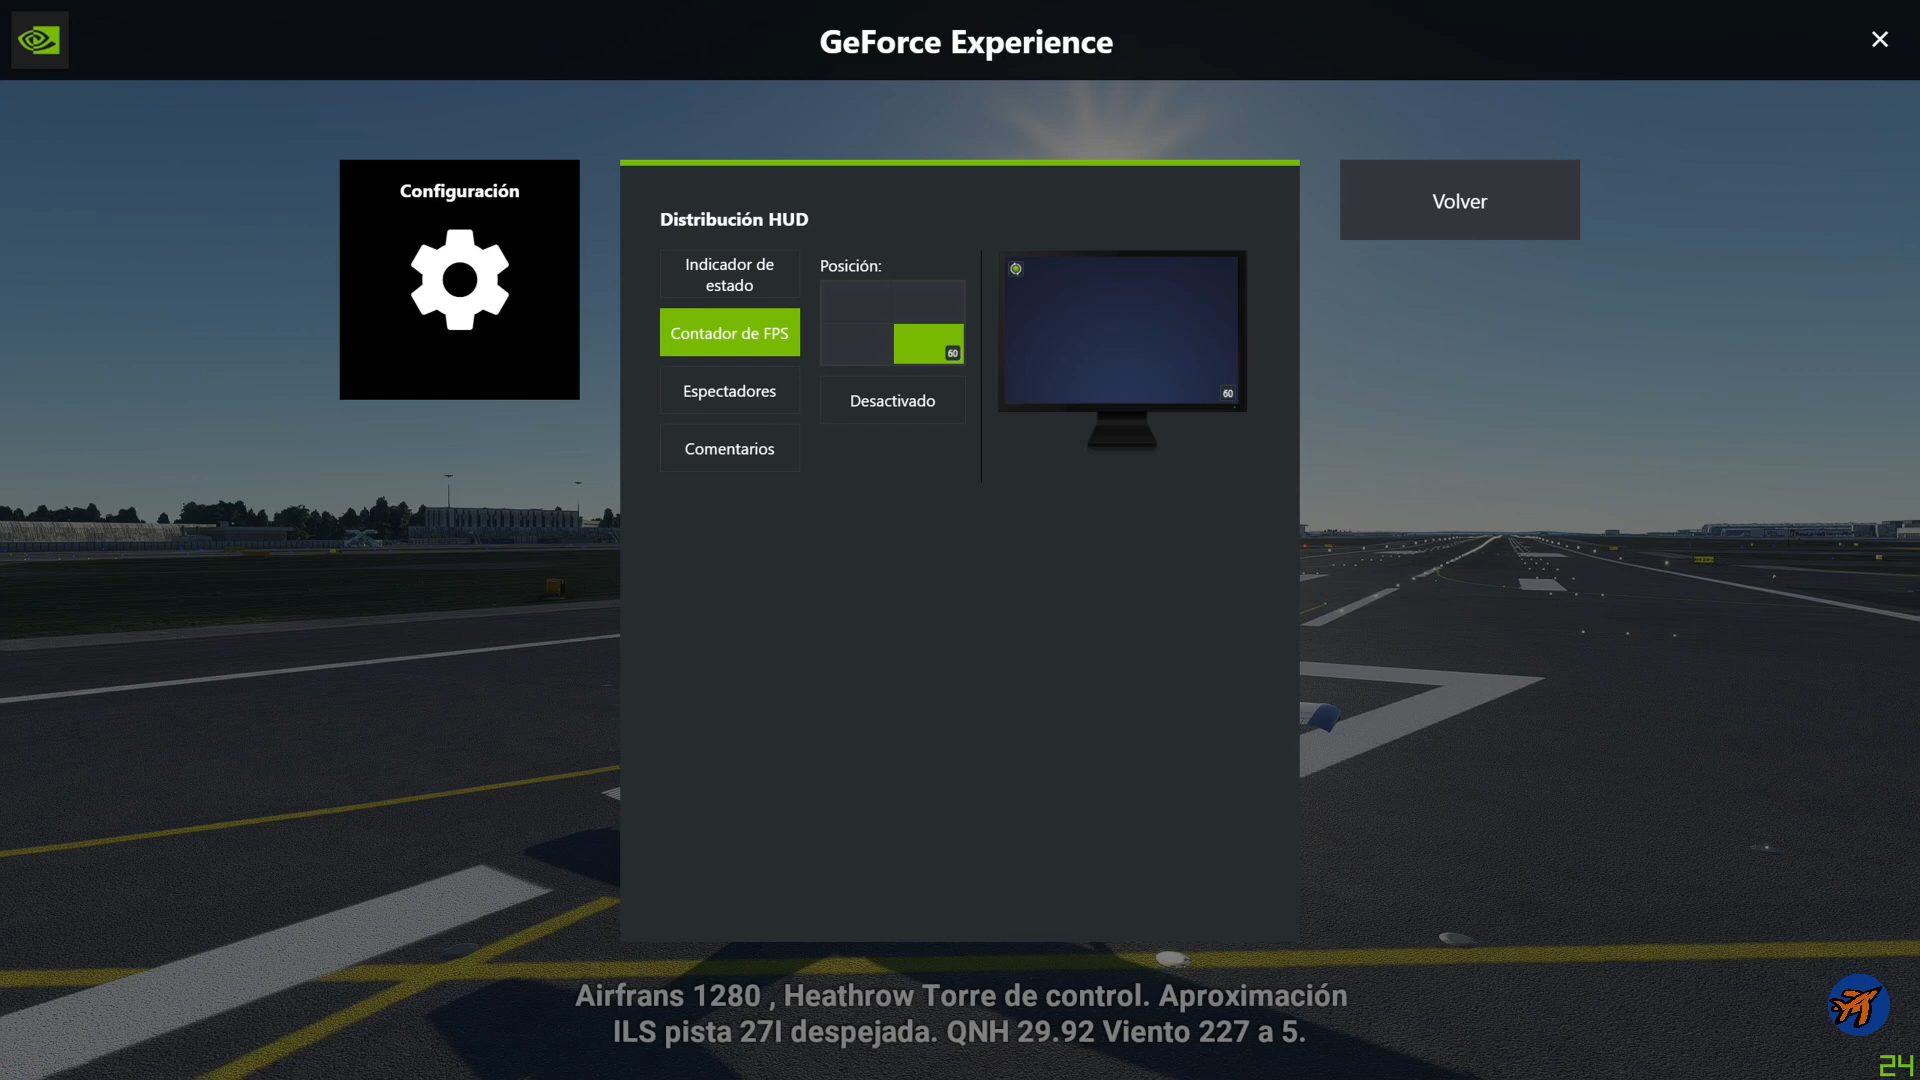 GeForce Experience
Configuración
Distribución HUD
Indicador de
estado
Posición:
Contador de FPS
60
60
Espectadores
Desactivado
Comentarios
Volver
Airfrans 1280 , Heathrow Torre de control. Aproximación
ILS pista 27l despejada. QNH 29.92 Viento 227 a 5.
24